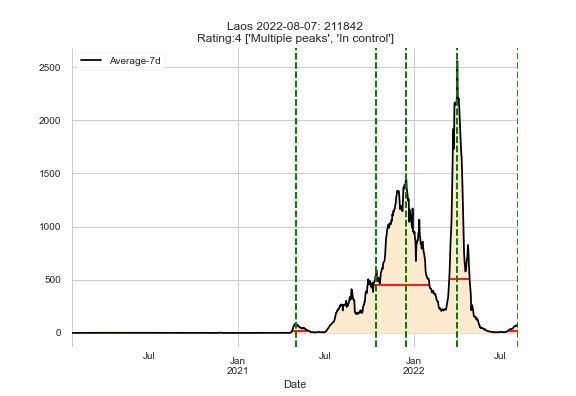 Laos 2022-08-07: 211842
Rating:4 ['Multiple peaks', 'In control']
Average-7d
2500
2000
1500
1000
500
0
Jul
Jan
2021
Jul
Jan
2022
Jul
Date